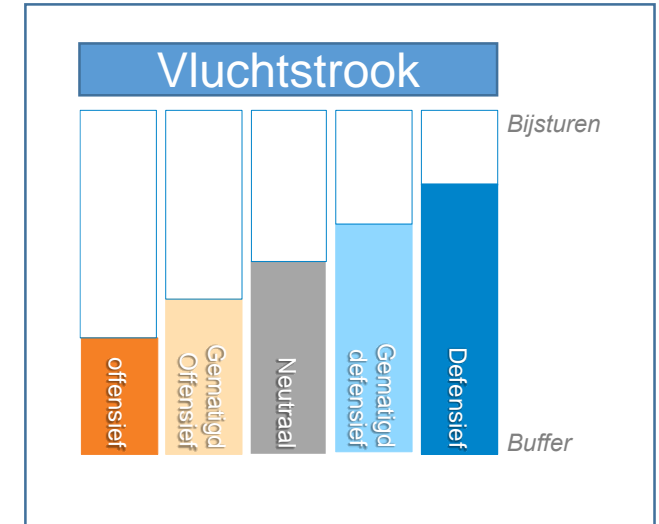 Vluchtstrook
Bijsturen
offensief
Gematigd
Offensief
Neutraal
Gematigd
defensief
Defensief
Buffer